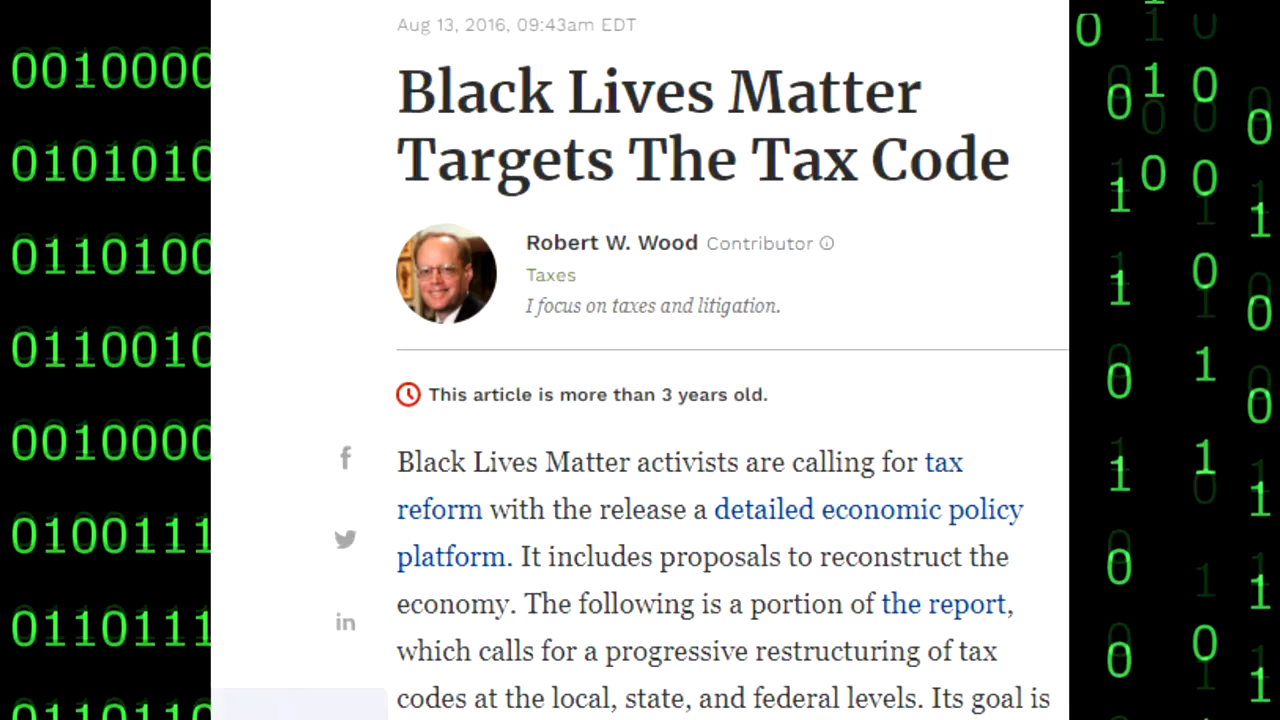 Aug 13, 2016, 09:43am EDT
Black Lives Matter
Targets The Tax Code
Robert W. Wood Contributor
Taxes
I focus on taxes and litigation.
This article is more than 3 years old.
Black Lives Matter activists are calling for tax
reform with the release a detailed economic policy
platform. It includes proposals to reconstruct the
economy. The following is a portion of the report,
which calls for a progressive restructuring of tax
codes at the local, state, and federal levels. Its goal is
0010000
0101010
0110100
0110010
0010000
0100111
0110111
0110110